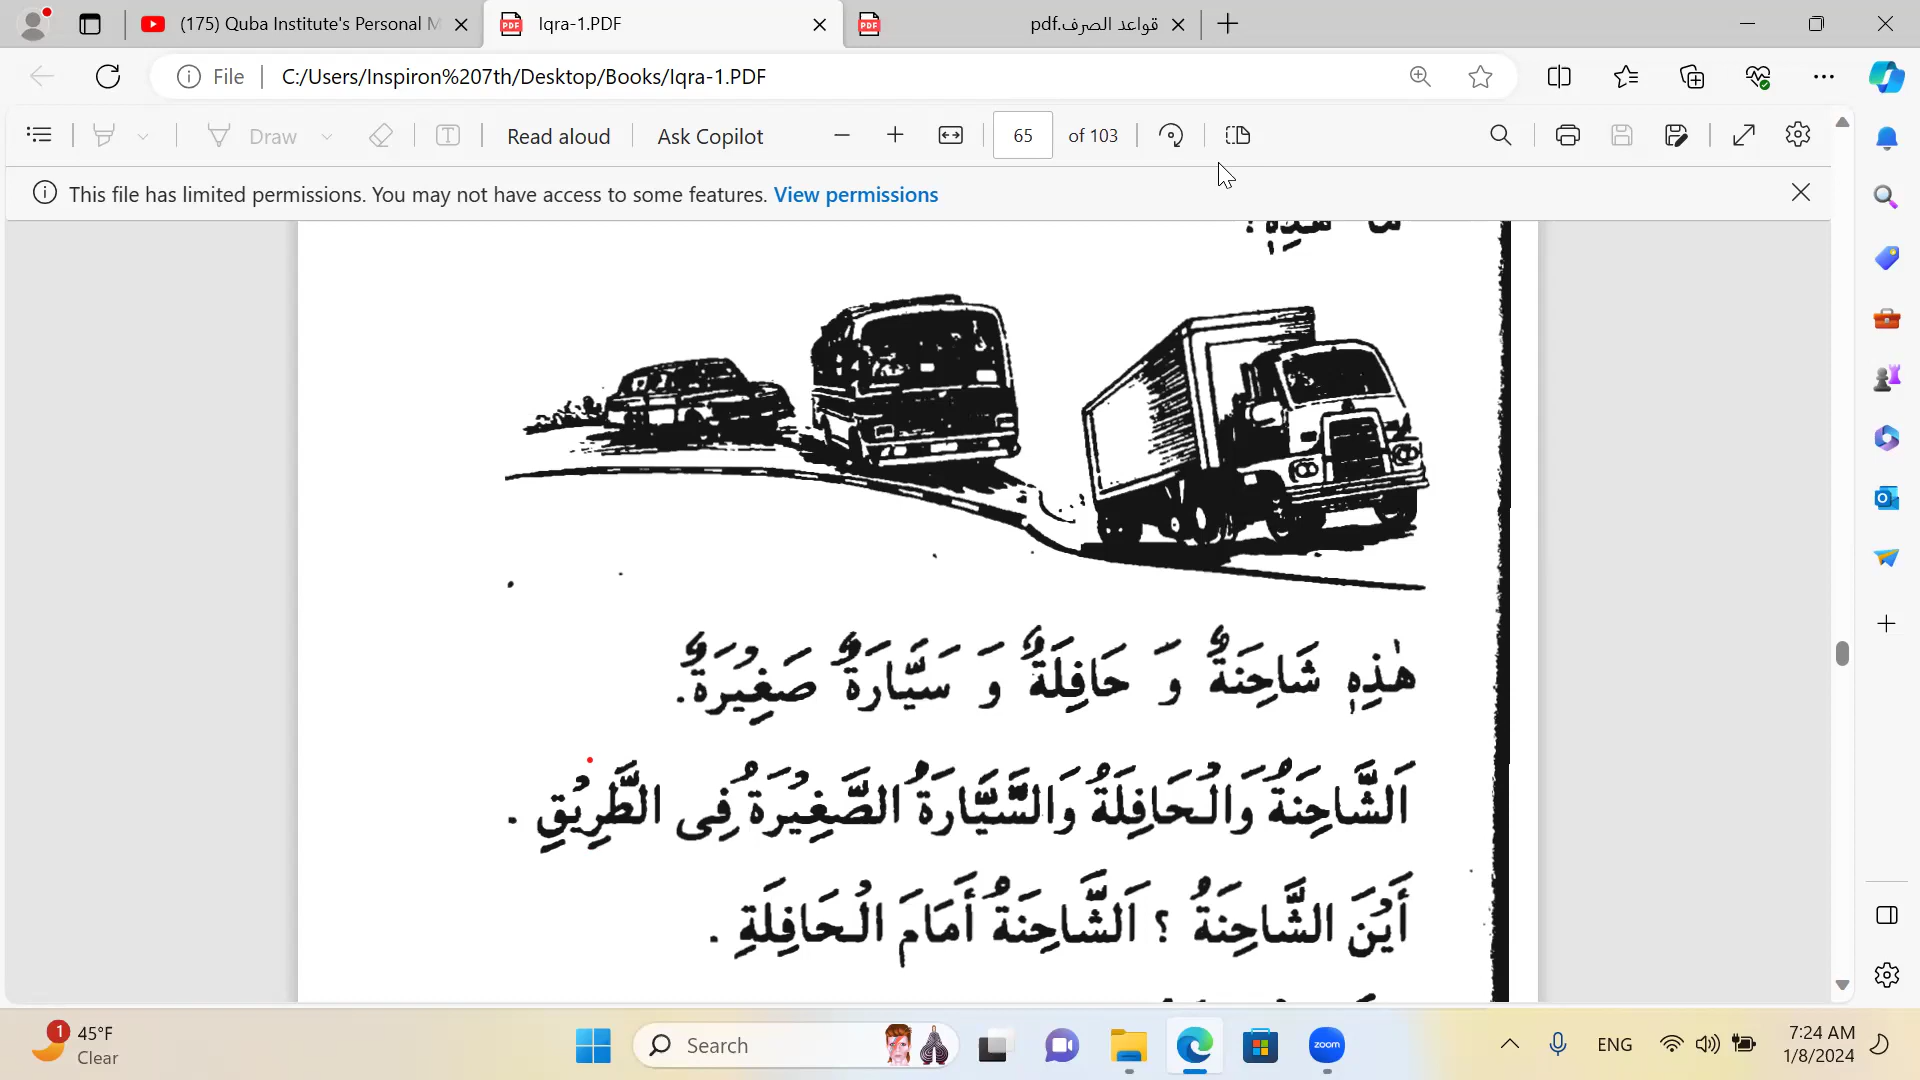 (175) Quba Institute's Personal M
Iqra-1.PDF
قواعد الصرف.pdf
File
C:/Users/Inspiron%207th/Desktop/Books/Iqra-1.PDF
Draw
Read aloud
Ask Copilot
65 of 103
This file has limited permissions. You may not have access to some features. View permissions
هٰذِهٖ شَاحِنَةٌ وَ حَافِلَةٌ وَ سَيَّارَةٌ صَغِيْرَةٌ.
اَلشَّاحِنَةُ وَالْحَافِلَةُ وَالسَّيَّارَةُ الصَّغِيْرَةُ فِى الطَّرِيْقِ .
أَيْنَ الشَّاحِنَةُ ؟ اَلشَّاحِنَةُ أَمَامَ الْحَافِلَةِ .
1
45°F
Clear
Search
zoom
ENG
7:24 AM
1/8/2024